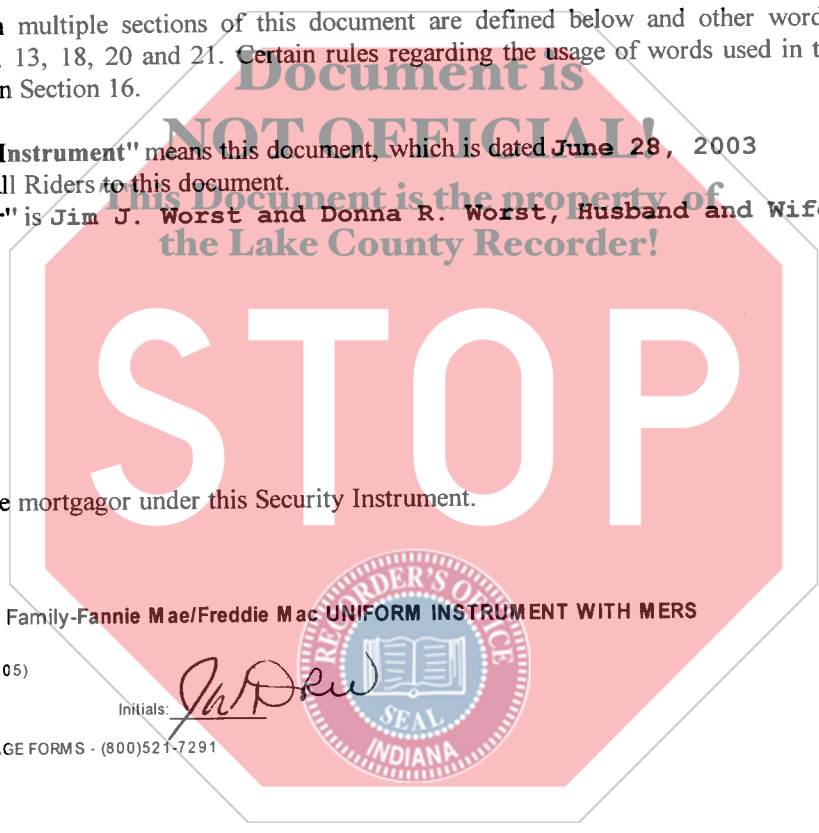 multiple sections of this document are defined below and other word
13, 18, 20 and 21. Certain rules regarding the usage of words used in t
n Section 16.
Document is
NOT OFFICIAL!
Instrument" means this document, which is dated June 28, 2003
ll Riders to this document.
This Document is the property of
" is Jim J. Worst and Donna R. Worst, Husband and Wife
the Lake County Recorder!
STOP
e mortgagor under this Security Instrument.
RECORDER'S OFFICE
Family-Fannie Mae/Freddie Mac UNIFORM INSTRUMENT WITH MERS
05)
Initials:
SEAL
INDIANA
GE FORMS - (800)521-7291